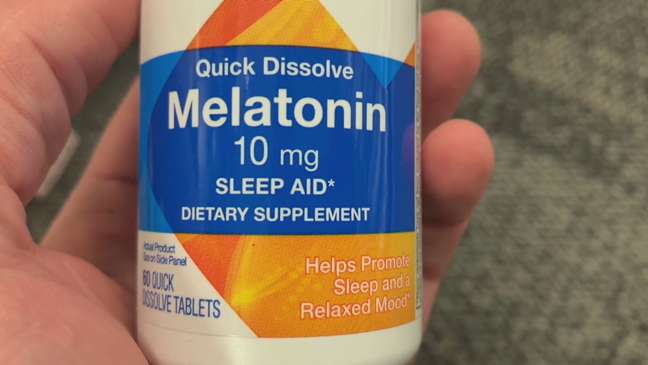 Quick Dissolve
Melatonin
10 mg
SLEEP AID*
DIETARY SUPPLEMENT
Actual Product
Size on Side Panel
60 QUICK
DISSOLVE TABLETS
Helps Promote
Sleep and a
Relaxed Mood*